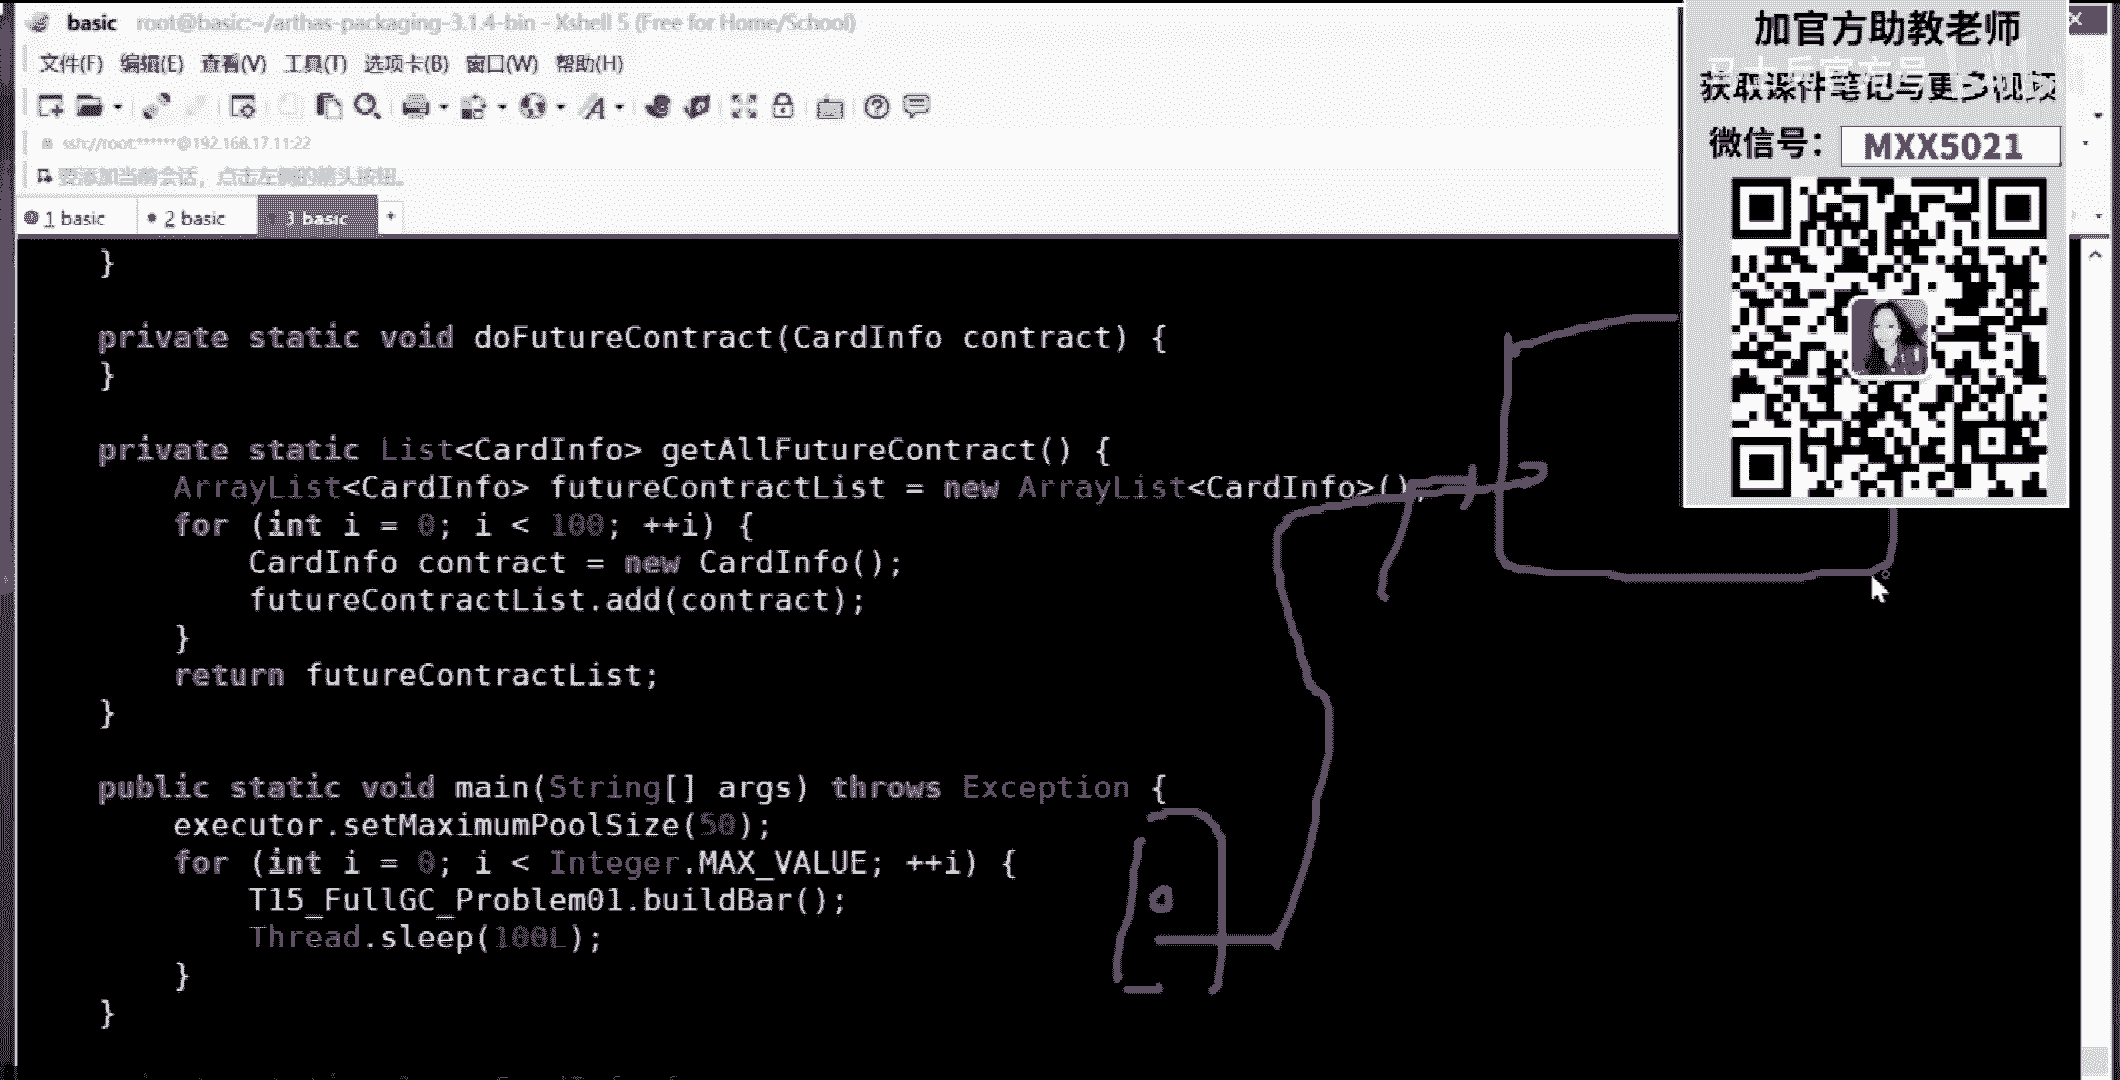 basic root@basic:~/arthas-packaging-3.1.4-bin - Xshell 5 (Free for Home/School)
文件(F) 编辑(E) 查看(V) 工具(T) 选项卡(B) 窗口(W) 帮助(H)
ssh://root:******@192.168.17.11:22
要添加当前会话，点击左侧的箭头按钮。
1 basic
2 basic
3 basic
+
加官方助教老师
获取课件笔记与更多视频
微信号：
MXX5021
}
private static void doFutureContract(CardInfo contract) {
}
private static List<CardInfo> getAllFutureContract() {
ArrayList<CardInfo> futureContractList = new ArrayList<CardInfo>();
for (int i = 0; i < 100; ++i) {
CardInfo contract = new CardInfo();
futureContractList.add(contract);
}
return futureContractList;
}
public static void main(String[] args) throws Exception {
executor.setMaximumPoolSize(50);
for (int i = 0; i < Integer.MAX_VALUE; ++i) {
T15_FullGC_Problem01.buildBar();
Thread.sleep(100L);
}
}